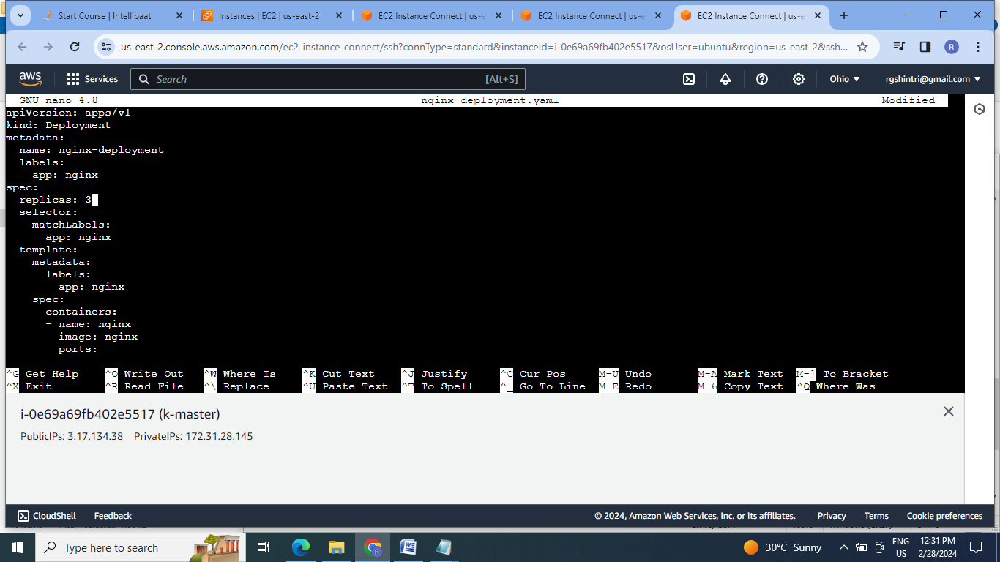 Start Course | Intellipaat
Instances | EC2 | us-east-2
EC2 Instance Connect | us-e
EC2 Instance Connect | us-e
EC2 Instance Connect | us-e
us-east-2.console.aws.amazon.com/ec2-instance-connect/ssh?connType=standard&instanceId=i-0e69a69fb402e5517&osUser=ubuntu&region=us-east-2&ssh...
R
aws
Services
Search
[Alt+S]
Ohio
rgshintri@gmail.com
GNU nano 4.8 nginx-deployment.yaml Modified
apiVersion: apps/v1
kind: Deployment
metadata:
  name: nginx-deployment
  labels:
    app: nginx
spec:
  replicas: 3
  selector:
    matchLabels:
      app: nginx
  template:
    metadata:
      labels:
        app: nginx
    spec:
      containers:
      - name: nginx
        image: nginx
        ports:
^G Get Help ^O Write Out ^W Where Is ^K Cut Text ^J Justify ^C Cur Pos M-U Undo M-A Mark Text M-] To Bracket
^X Exit ^R Read File ^\ Replace ^U Paste Text ^T To Spell ^_ Go To Line M-E Redo M-6 Copy Text ^Q Where Was
i-0e69a69fb402e5517 (k-master)
PublicIPs: 3.17.134.38 PrivateIPs: 172.31.28.145
CloudShell Feedback © 2024, Amazon Web Services, Inc. or its affiliates. Privacy Terms Cookie preferences
Type here to search
30°C Sunny
ENG
US
12:31 PM
2/28/2024